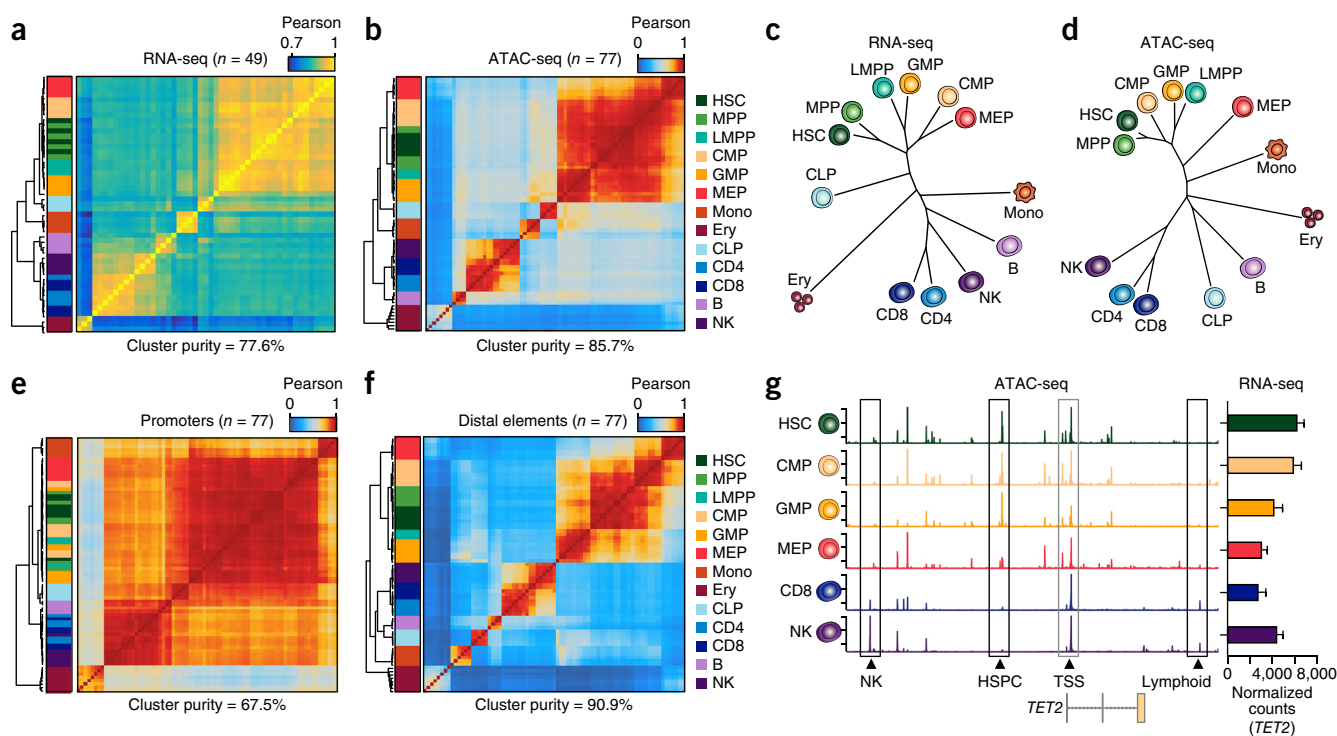 a
RNA-seq (n = 49)
Pearson
0.7 1
Cluster purity = 77.6%
b
ATAC-seq (n = 77)
Pearson
0 1
Cluster purity = 85.7%
HSC
MPP
LMPP
CMP
GMP
MEP
Mono
Ery
CLP
CD4
CD8
B
NK
c
RNA-seq
LMPP
GMP
CMP
MPP
MEP
HSC
CLP
Mono
B
Ery
NK
CD8
CD4
d
ATAC-seq
GMP
LMPP
CMP
MEP
HSC
MPP
Mono
Ery
NK
B
CD4
CD8
CLP
e
Promoters (n = 77)
Pearson
0 1
Cluster purity = 67.5%
f
Distal elements (n = 77)
Pearson
0 1
Cluster purity = 90.9%
HSC
MPP
LMPP
CMP
GMP
MEP
Mono
Ery
CLP
CD4
CD8
B
NK
g
ATAC-seq
RNA-seq
HSC
CMP
GMP
MEP
CD8
NK
NK HSPC TSS Lymphoid
TET2
0 4,000 8,000
Normalized
counts
(TET2)